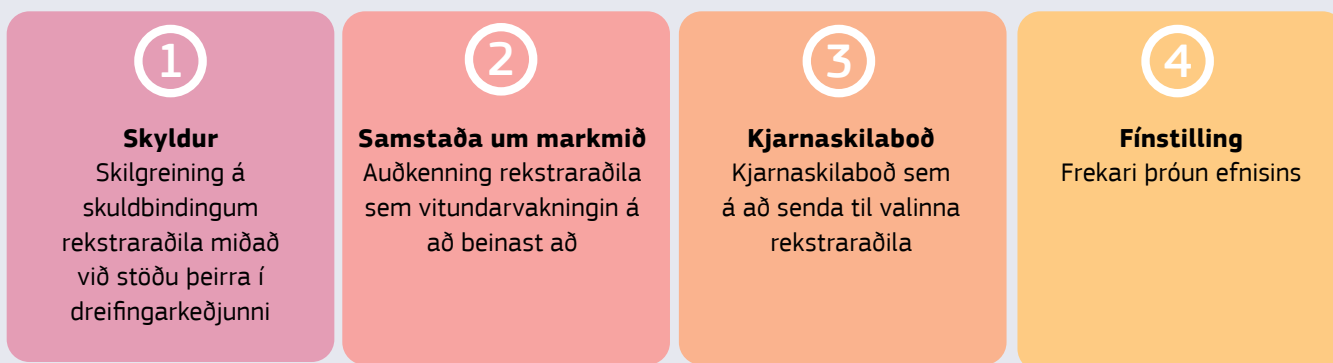 1
Skyldur
Skilgreining á
skuldbindingum
rekstraraðila miðað
við stöðu þeirra í
dreifingarkeðjunni
2
Samstaða um markmið
Auðkenning rekstraraðila
sem vitundarvakningin á
að beinast að
3
Kjarnaskilaboð
Kjarnaskilaboð sem
á að senda til valinna
rekstraraðila
4
Fínstilling
Frekari þróun efnisins